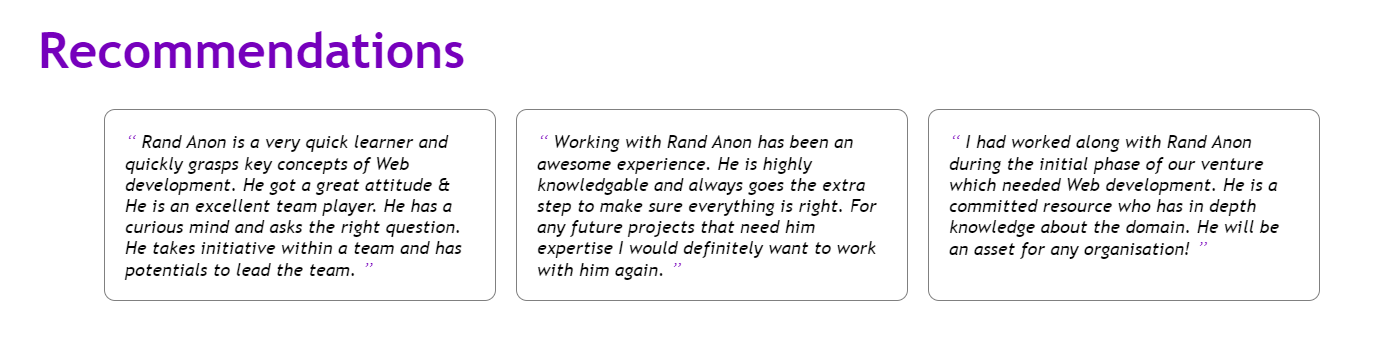 Recommendations
“ Rand Anon is a very quick learner and
quickly grasps key concepts of Web
development. He got a great attitude &
He is an excellent team player. He has a
curious mind and asks the right question.
He takes initiative within a team and has
potentials to lead the team. ”
“ Working with Rand Anon has been an
awesome experience. He is highly
knowledgable and always goes the extra
step to make sure everything is right. For
any future projects that need him
expertise I would definitely want to work
with him again. ”
“ I had worked along with Rand Anon
during the initial phase of our venture
which needed Web development. He is a
committed resource who has in depth
knowledge about the domain. He will be
an asset for any organisation! ”